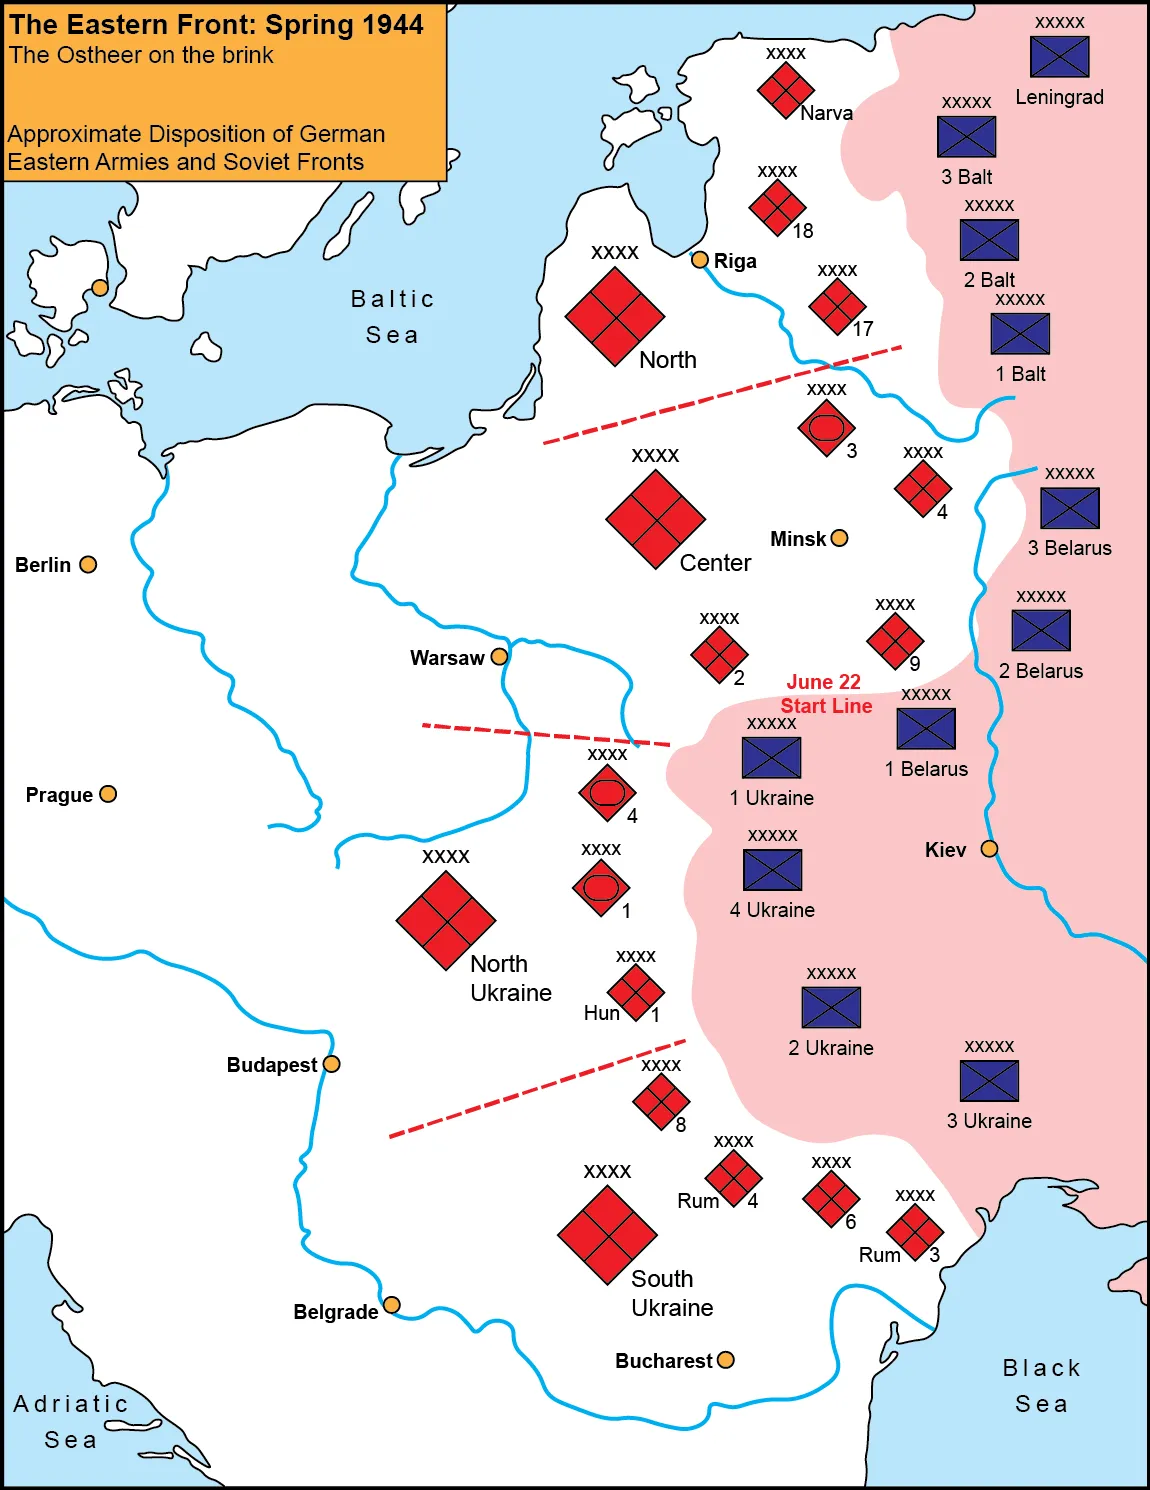 The Eastern Front: Spring 1944
The Ostheer on the brink
Approximate Disposition of German
Eastern Armies and Soviet Fronts
XXXXX
Leningrad
XXXX
Narva
XXXXX
3 Balt
XXXX
18
XXXXX
2 Balt
XXXX
North
Riga
XXXX
17
XXXXX
1 Balt
Baltic
Sea
XXXX
3
XXXX
4
XXXX
Center
Minsk
XXXXX
3 Belarus
Berlin
XXXX
2
XXXX
9
XXXXX
2 Belarus
Warsaw
June 22
Start Line
XXXXX
1 Ukraine
XXXXX
1 Belarus
XXXX
4
Prague
XXXX
North
Ukraine
XXXX
1
XXXXX
4 Ukraine
Kiev
XXXX
Hun
1
XXXXX
2 Ukraine
Budapest
XXXX
8
XXXXX
3 Ukraine
XXXX
South
Ukraine
XXXX
Rum
4
XXXX
6
XXXX
Rum
3
Belgrade
Bucharest
Black
Sea
Adriatic
Sea